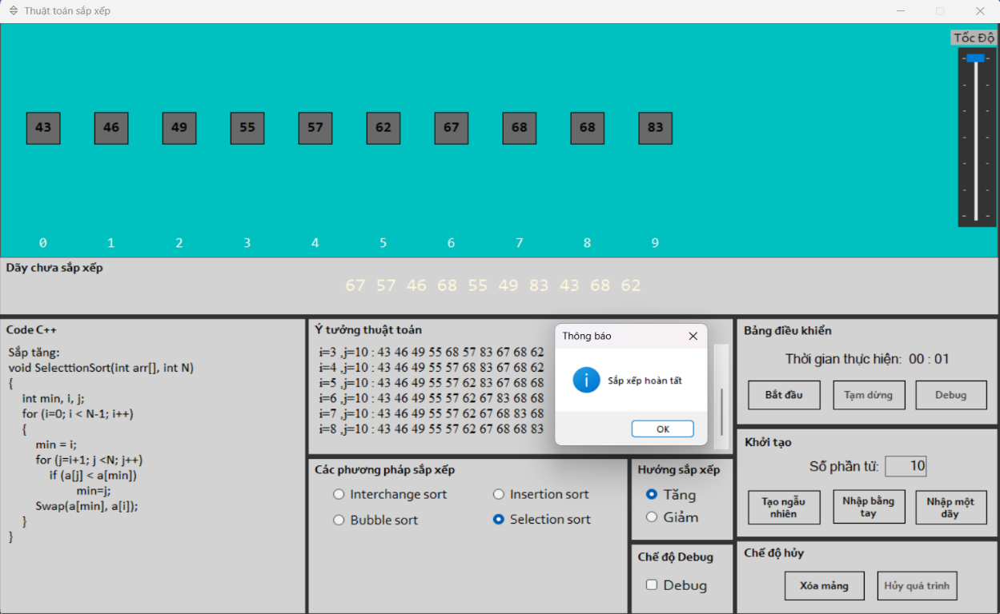 Thuật toán sắp xếp
Tốc Độ
43 46 49 55 57 62 67 68 68 83
0 1 2 3 4 5 6 7 8 9
Dãy chưa sắp xếp
67 57 46 68 55 49 83 43 68 62
Code C++
Sắp tăng:
void SelecttionSort(int arr[], int N)
{
int min, i, j;
for (i=0; i < N-1; i++)
{
min = i;
for (j=i+1; j <N; j++)
if (a[j] < a[min])
min=j;
Swap(a[min], a[i]);
}
}
Ý tưởng thuật toán
i=3 ,j=10 : 43 46 49 55 68 57 83 67 68 62
i=4 ,j=10 : 43 46 49 55 57 68 83 67 68 62
i=5 ,j=10 : 43 46 49 55 57 62 83 67 68 68
i=6 ,j=10 : 43 46 49 55 57 62 67 83 68 68
i=7 ,j=10 : 43 46 49 55 57 62 67 68 83 68
i=8 ,j=10 : 43 46 49 55 57 62 67 68 68 83
Thông báo
Sắp xếp hoàn tất
OK
Các phương pháp sắp xếp
Interchange sort
Insertion sort
Bubble sort
Selection sort
Hướng sắp xếp
Tăng
Giảm
Chế độ Debug
Debug
Bảng điều khiển
Thời gian thực hiện: 00 : 01
Bắt đầu
Tạm dừng
Debug
Khởi tạo
Số phần tử: 10
Tạo ngẫu
nhiên
Nhập bằng
tay
Nhập một
dãy
Chế độ hủy
Xóa mảng
Hủy quá trình